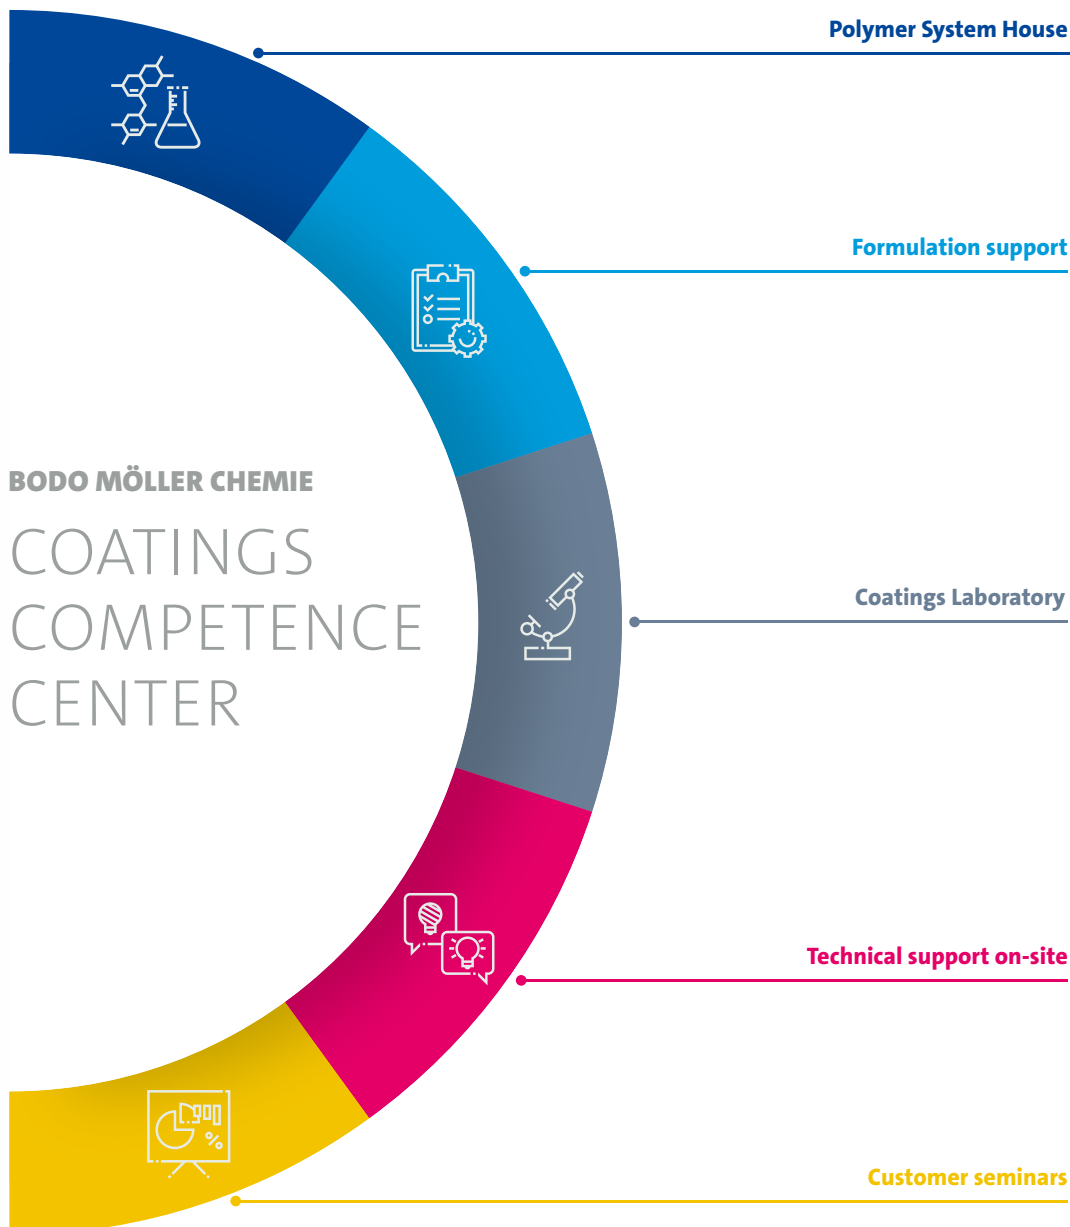 Polymer System House
Formulation support
BODO MÖLLER CHEMIE
COATINGS
COMPETENCE
CENTER
Coatings Laboratory
Technical support on-site
%
Customer seminars